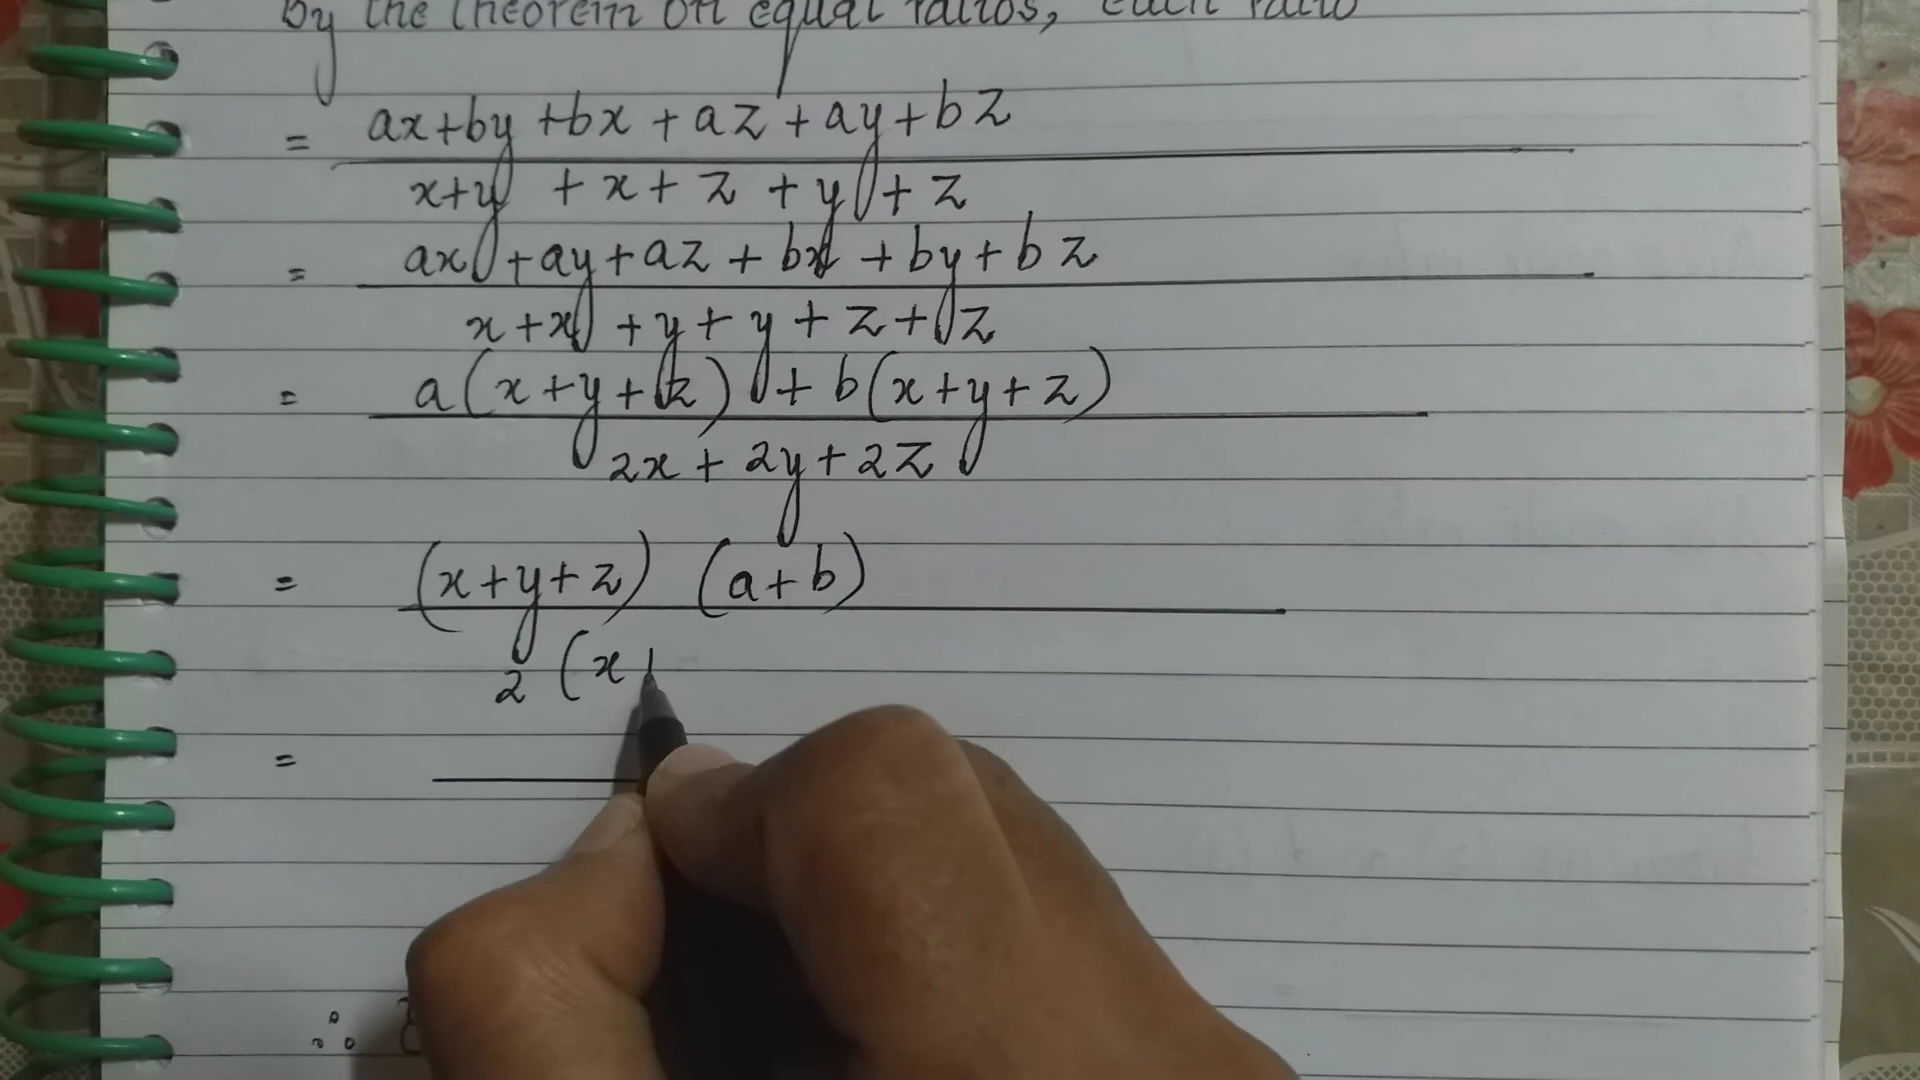 By the theorem on equal ratios, each ratio
= ax+by+bx+az+ay+bz
x+y+x+z+y+z
= ax+ay+az+bx+by+bz
x+x+y+y+z+z
= a(x+y+z)+b(x+y+z)
2x+2y+2z
= (x+y+z) (a+b)
2(x
=
∴